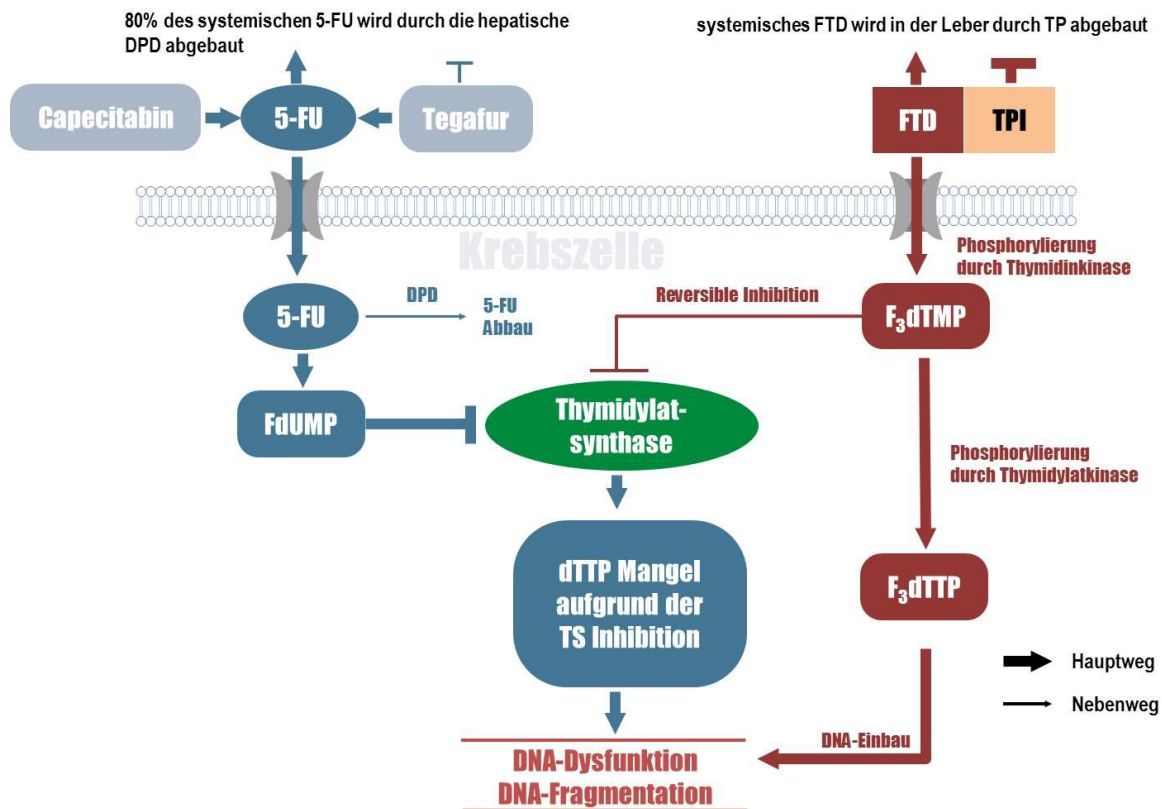 80% des systemischen 5-FU wird durch die hepatische
DPD abgebaut
systemisches FTD wird in der Leber durch TP abgebaut
Capecitabin
5-FU
Tegafur
FTD
TPI
Krebszelle
Phosphorylierung
durch Thymidinkinase
5-FU
DPD
5-FU
Abbau
Reversible Inhibition
F₃dTMP
FdUMP
Thymidylat-
synthase
Phosphorylierung
durch Thymidylatkinase
dTTP Mangel
aufgrund der
TS Inhibition
F₃dTTP
Hauptweg
Nebenweg
DNA-Einbau
DNA-Dysfunktion
DNA-Fragmentation